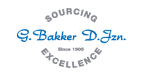 SOURCING
G. Bakker D.Jzn.
Since 1900
EXCELLENCE